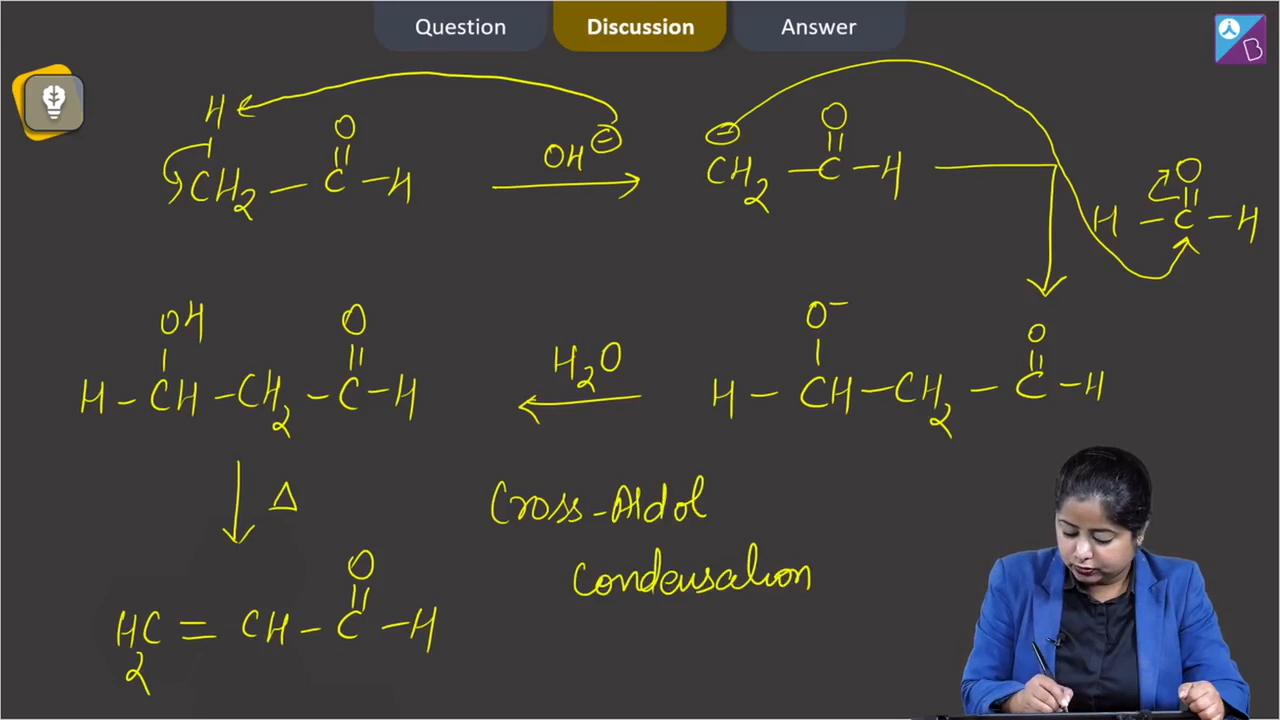 Question Discussion Answer
B
H
O
CH2 — C — H
OH⊖
⊖
O
CH2 — C — H
O
H — C — H
OH
O
H — CH — CH2 — C — H
H2O
O⁻
O
H — CH — CH2 — C — H
Δ
Cross-Aldol
Condensation
O
H2C = CH — C — H